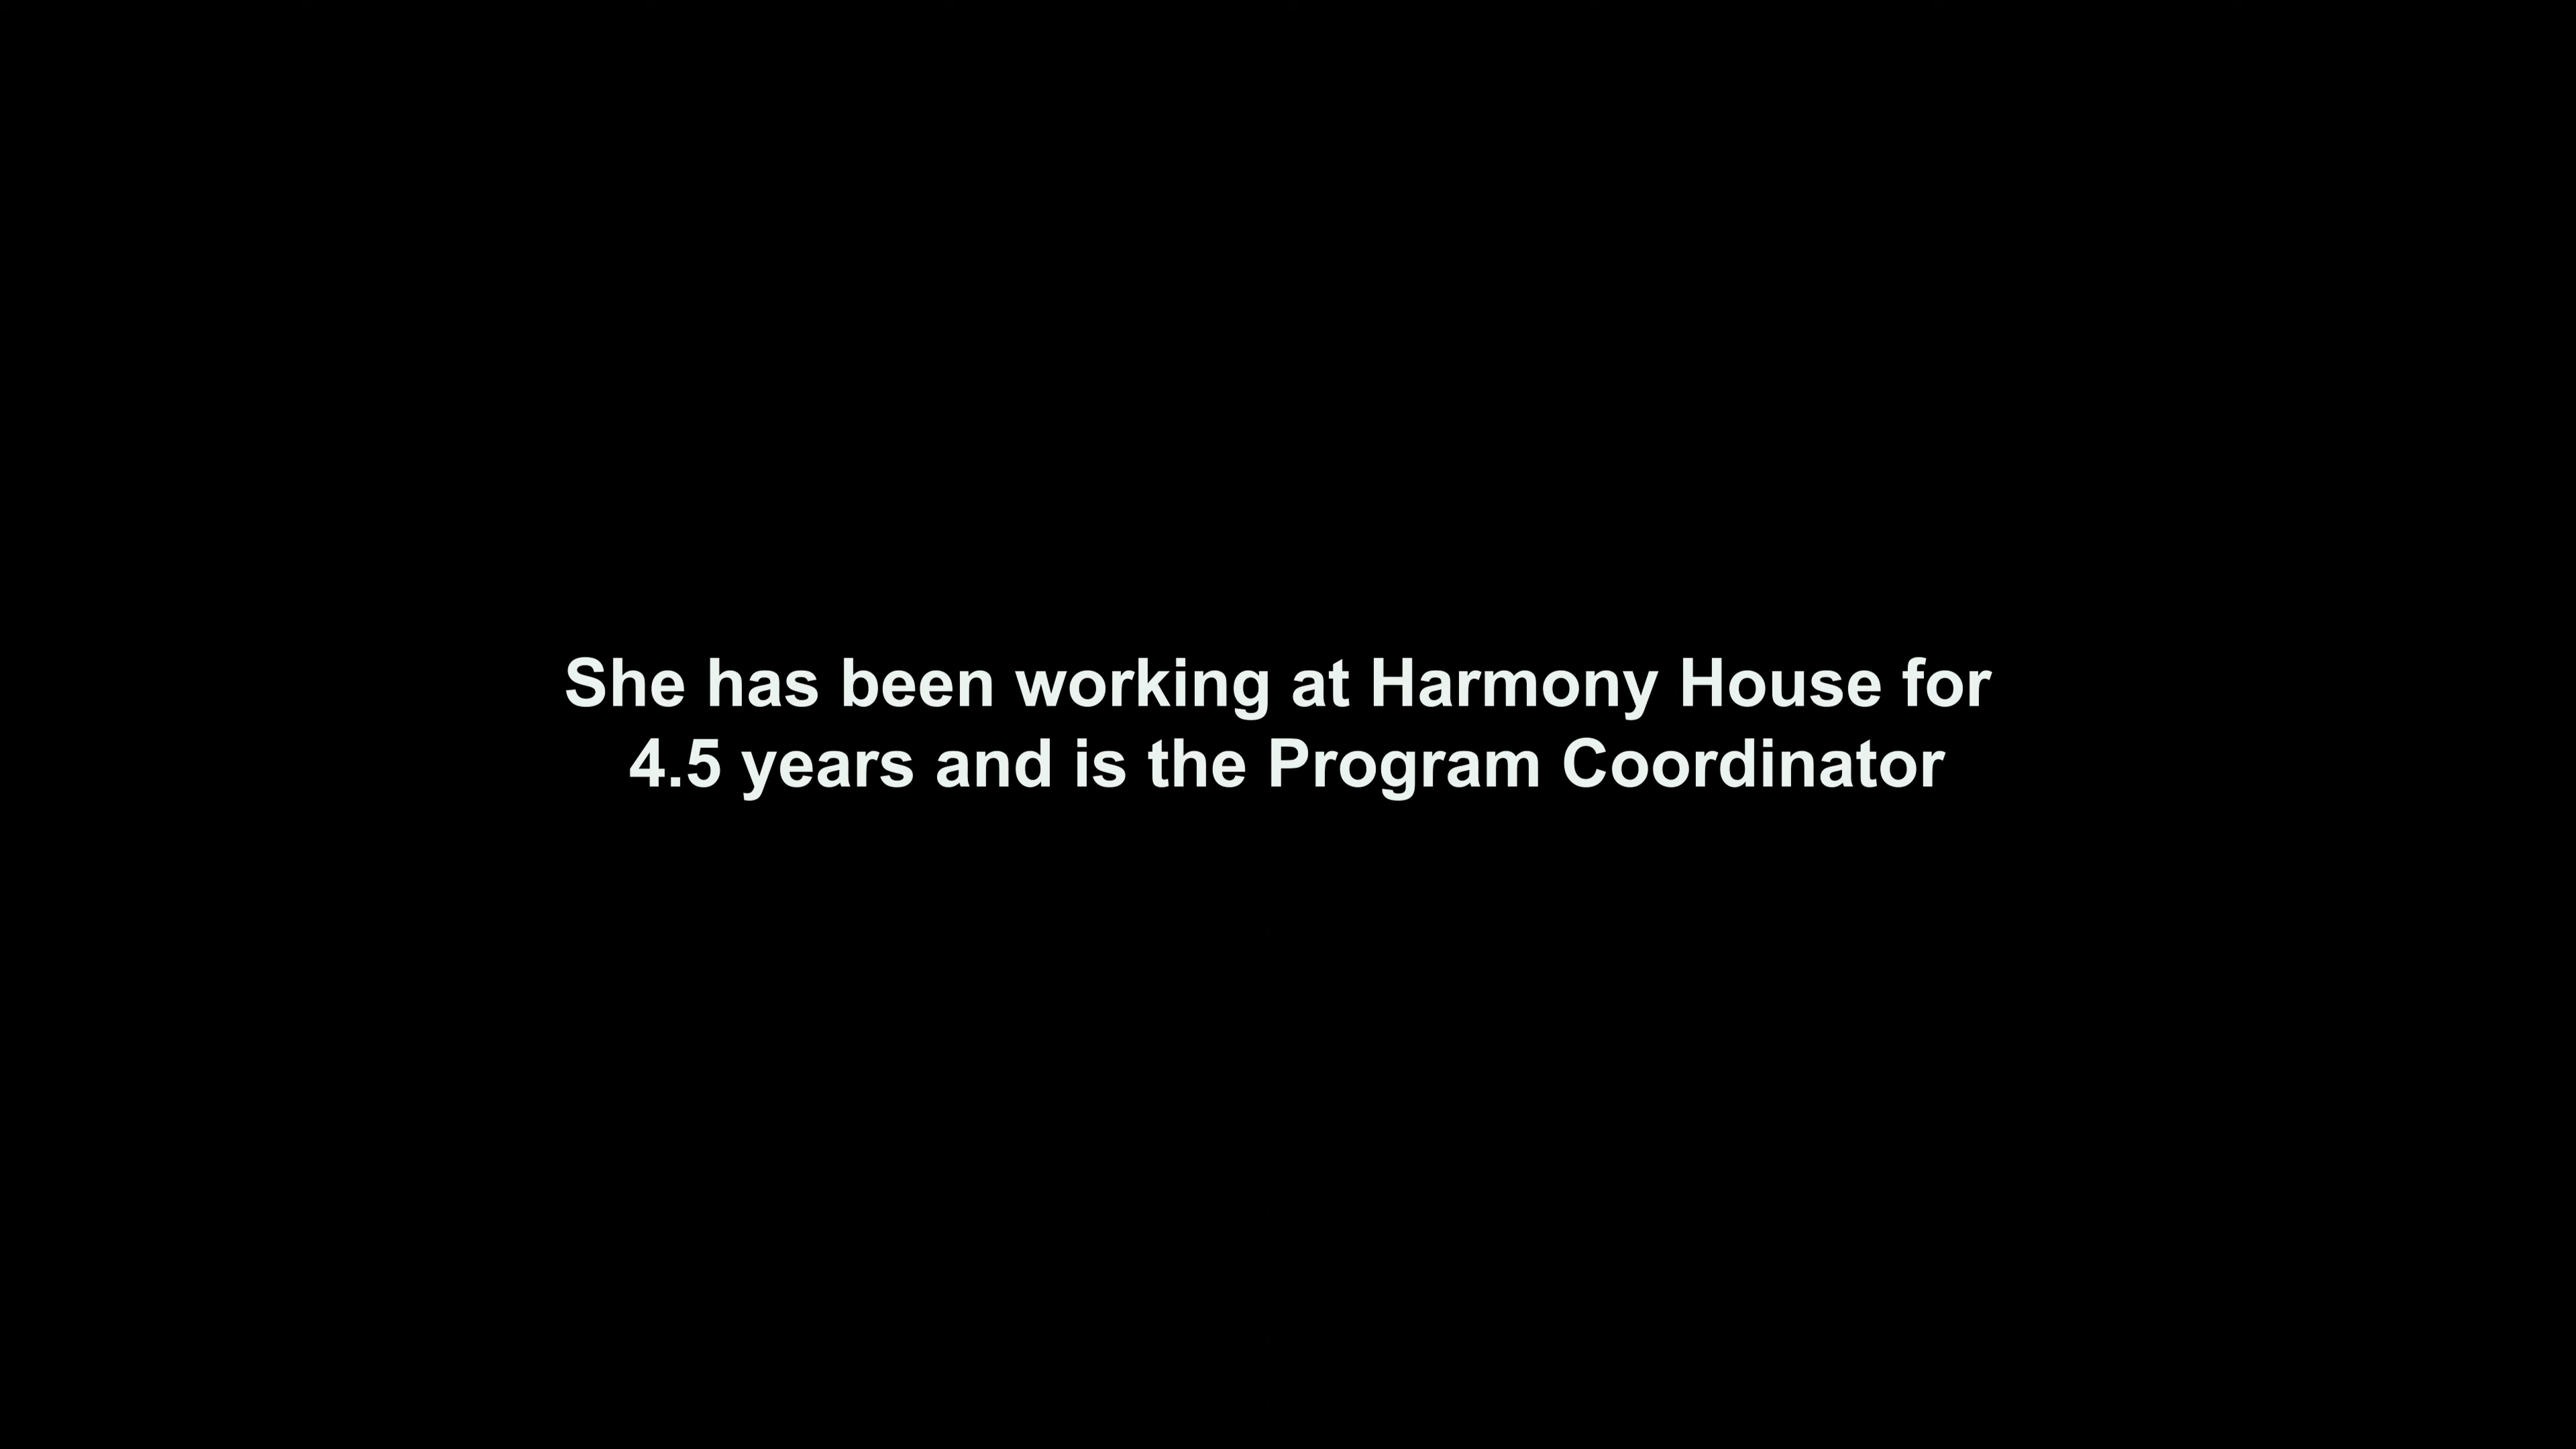 She has been working at Harmony House for
4.5 years and is the Program Coordinator